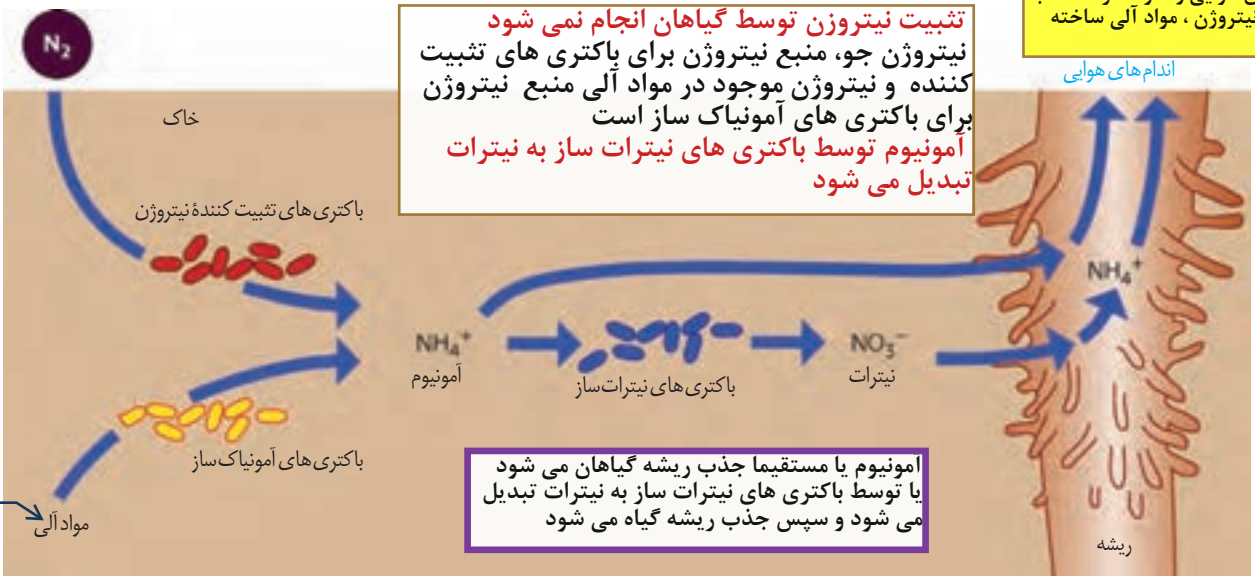 نیتروژن ، مواد آلی ساخته
اندام‌های هوایی
N₂
تثبیت نیتروزن توسط گیاهان انجام نمی شود
نیتروژن جو، منبع نیتروژن برای باکتری های تثبیت
کننده و نیتروژن موجود در مواد آلی منبع نیتروژن
برای باکتری های آمونیاک ساز است
آمونیوم توسط باکتری های نیترات ساز به نیترات
تبدیل می شود
خاک
باکتری‌های تثبیت کنندهٔ نیتروژن
NH₄⁺
NH₄⁺
آمونیوم
باکتری‌های نیترات‌ساز
NO₃⁻
نیترات
باکتری‌های آمونیاک‌ساز
مواد آلی
آمونیوم یا مستقیما جذب ریشه گیاهان می شود
یا توسط باکتری های نیترات ساز به نیترات تبدیل
می شود و سپس جذب ریشه گیاه می شود
ریشه